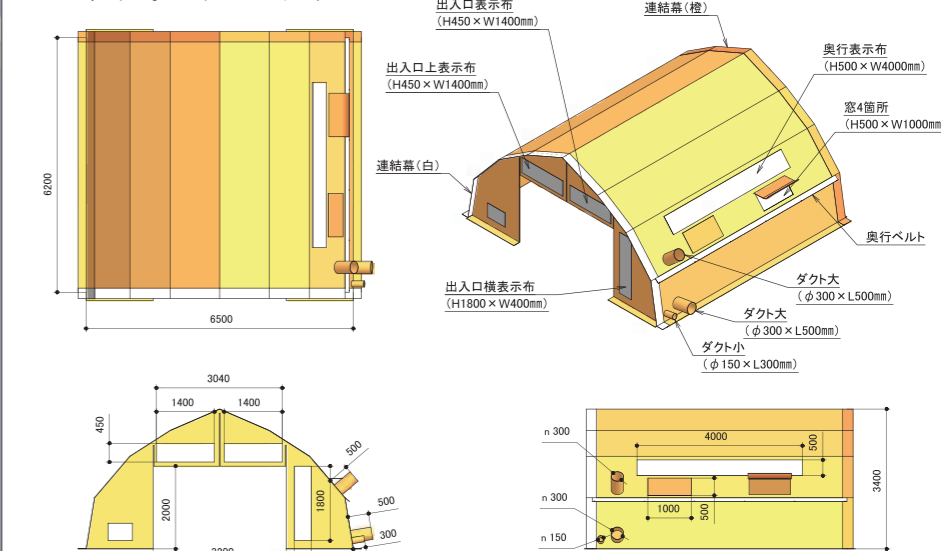 出入口表示布
(H450×W1400㎜)
連結幕(橙)
出入口上表示布
(H450×W1400㎜)
奥行表示布
(H500×W4000㎜)
窓4箇所
(H500×W1000㎜
連結幕(白)
奥行ベルト
出入口横表示布
(H1800×W400㎜)
ダクト大
(φ300×L500㎜)
ダクト大
(φ300×L500㎜)
ダクト小
(φ150×L300㎜)
6200
6500
3040
1400
1400
450
2000
1800
500
500
300
n 300
n 300
n 150
4000
500
1000
500
3400